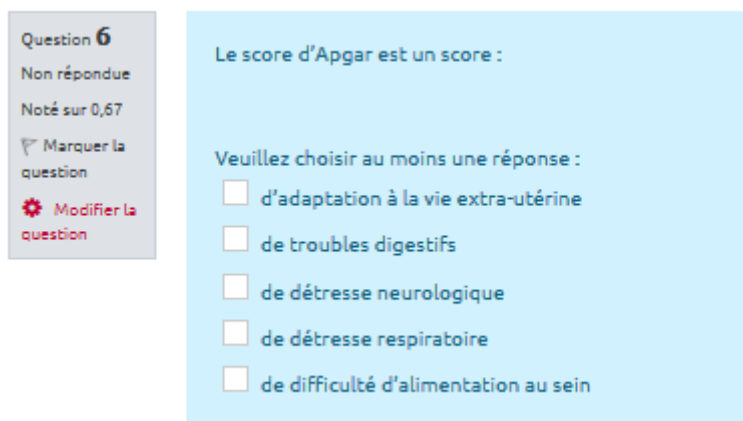 Question 6
Non répondue
Noté sur 0,67
Marquer la
question
Modifier la
question
Le score d'Apgar est un score :
Veuillez choisir au moins une réponse :
d'adaptation à la vie extra-utérine
de troubles digestifs
de détresse neurologique
de détresse respiratoire
de difficulté d'alimentation au sein